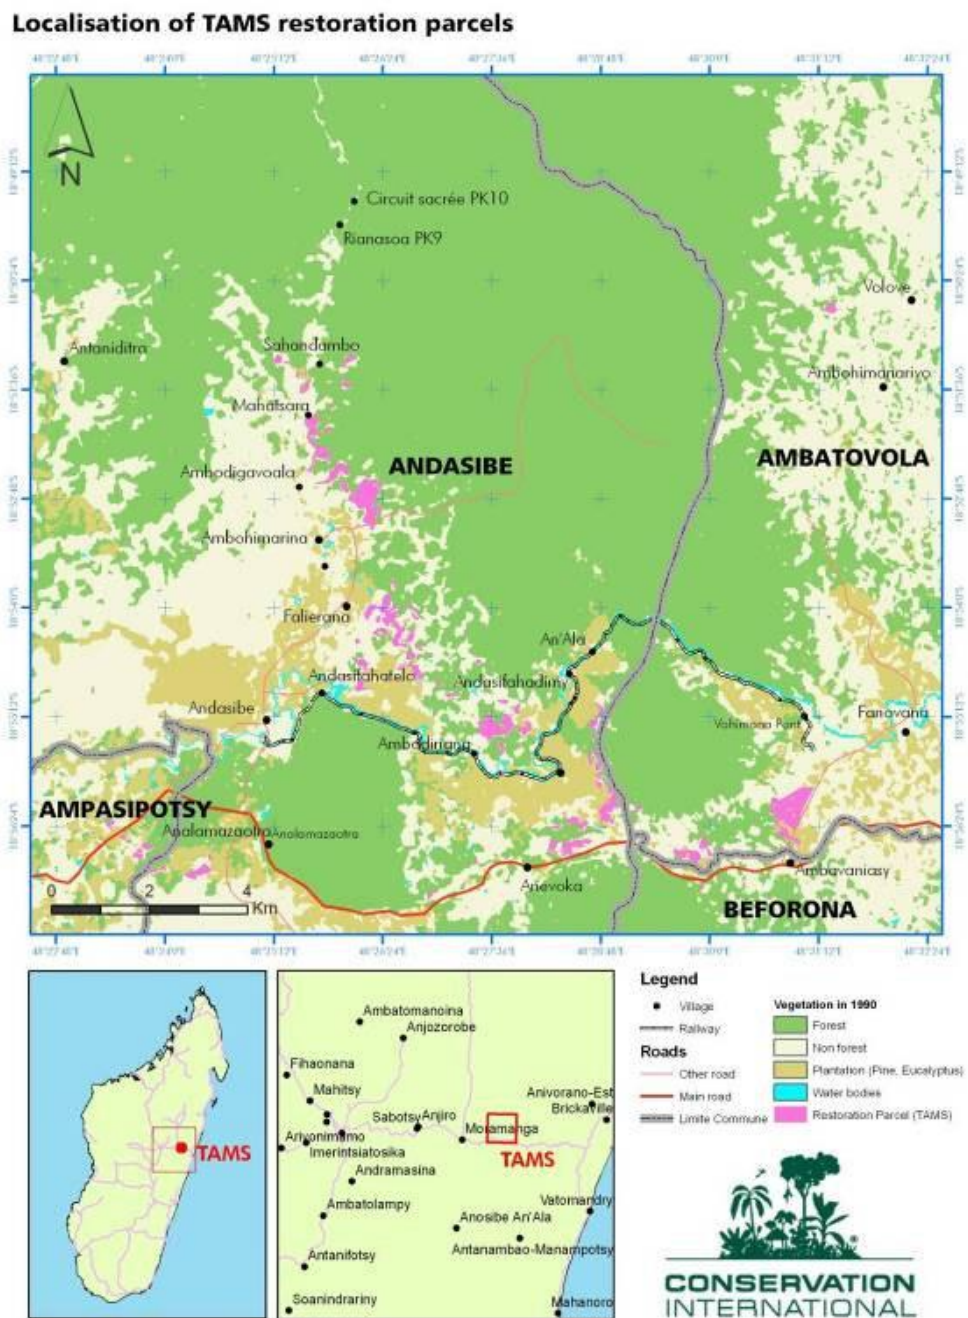 Localisation of TAMS restoration parcels
N
Circuit sacrée PK10
Rianasoa PK9
Volove
Sahandambo
Antaniditra
Ambohimanarivo
Mahatsara
ANDASIBE
AMBATOVOLA
Ambodigavoala
Ambohimarina
Falierana
An'Ala
Andasifahatelo
Andasifahadimy
Andasibe
Fanovana
Vohimana Pont
Ambodiriana
AMPASIPOTSY
Analamazaotra
Analamazaotra
Ambavaniasy
Anevoka
BEFORONA
0 2 4
Km
TAMS
Ambatomanoina
Anjozorobe
Fihaonana
Mahitsy
Anivorano-Est
Brickaville
Sabotsy
Anjiro
Moramanga
Arivonimamo
Imerintsiatosika
TAMS
Andramasina
Ambatolampy
Vatomandry
Anosibe An'Ala
Antanambao-Manampotsy
Antanifotsy
Soanindrariny
Mahanoro
Legend
Village
Railway
Roads
Other road
Main road
Limite Commune
Vegetation in 1990
Forest
Non forest
Plantation (Pine, Eucalyptus)
Water bodies
Restoration Parcel (TAMS)
CONSERVATION
INTERNATIONAL